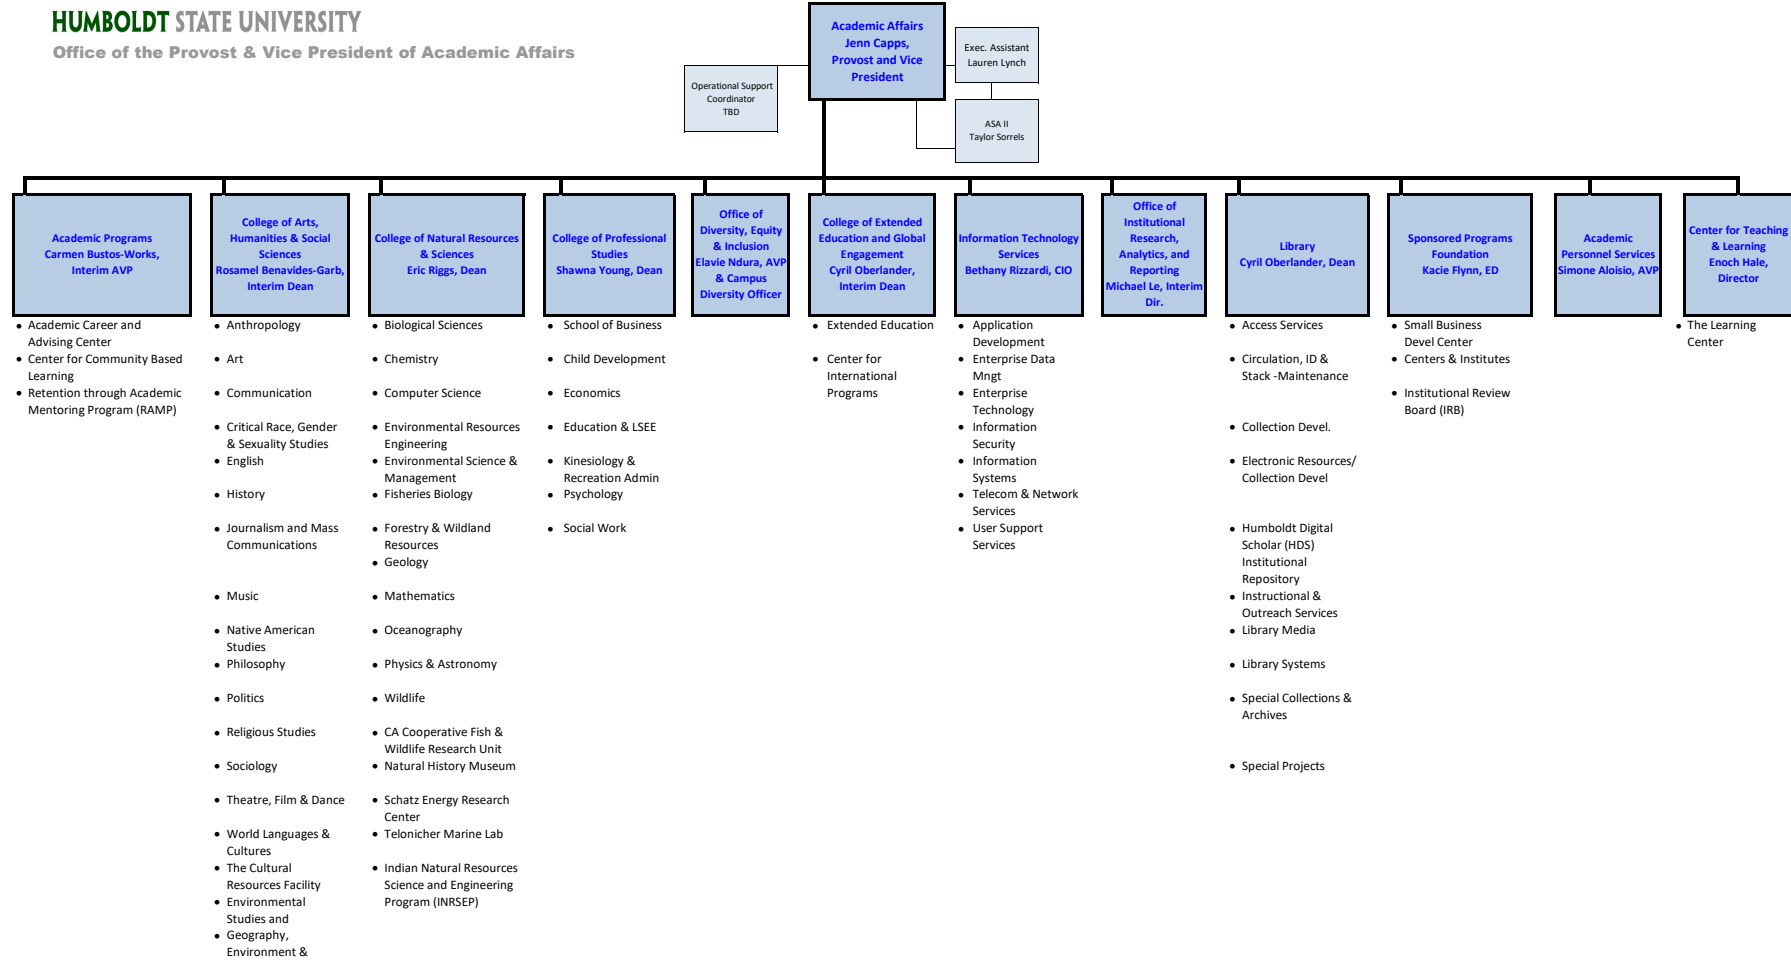 HUMBOLDT STATE UNIVERSITY
Office of the Provost & Vice President of Academic Affairs
Academic Affairs
Jenn Capps,
Provost and Vice
President
Exec. Assistant
Lauren Lynch
Operational Support
Coordinator
TBD
ASA II
Taylor Sorrels
Academic Programs
Carmen Bustos-Works,
Interim AVP
• Academic Career and
Advising Center
• Center for Community Based
Learning
• Retention through Academic
Mentoring Program (RAMP)
College of Arts,
Humanities & Social
Sciences
Rosamel Benavides-Garb,
Interim Dean
• Anthropology
• Art
• Communication
• Critical Race, Gender
& Sexuality Studies
• English
• History
• Journalism and Mass
Communications
• Music
• Native American
Studies
• Philosophy
• Politics
• Religious Studies
• Sociology
• Theatre, Film & Dance
• World Languages &
Cultures
• The Cultural
Resources Facility
• Environmental
Studies and
• Geography,
Environment &
College of Natural Resources
& Sciences
Eric Riggs, Dean
• Biological Sciences
• Chemistry
• Computer Science
• Environmental Resources
Engineering
• Environmental Science &
Management
• Fisheries Biology
• Forestry & Wildland
Resources
• Geology
• Mathematics
• Oceanography
• Physics & Astronomy
• Wildlife
• CA Cooperative Fish &
Wildlife Research Unit
• Natural History Museum
• Schatz Energy Research
Center
• Telonicher Marine Lab
• Indian Natural Resources
Science and Engineering
Program (INRSEP)
College of Professional
Studies
Shawna Young, Dean
• School of Business
• Child Development
• Economics
• Education & LSEE
• Kinesiology &
Recreation Admin
• Psychology
• Social Work
Office of
Diversity, Equity
& Inclusion
Elavie Ndura, AVP
& Campus
Diversity Officer
College of Extended
Education and Global
Engagement
Cyril Oberlander,
Interim Dean
• Extended Education
• Center for
International
Programs
Information Technology
Services
Bethany Rizzardi, CIO
• Application
Development
• Enterprise Data
Mngt
• Enterprise
Technology
• Information
Security
• Information
Systems
• Telecom & Network
Services
• User Support
Services
Office of
Institutional
Research,
Analytics, and
Reporting
Michael Le, Interim
Dir.
Library
Cyril Oberlander, Dean
• Access Services
• Circulation, ID &
Stack -Maintenance
• Collection Devel.
• Electronic Resources/
Collection Devel
• Humboldt Digital
Scholar (HDS)
Institutional
Repository
• Instructional &
Outreach Services
• Library Media
• Library Systems
• Special Collections &
Archives
• Special Projects
Sponsored Programs
Foundation
Kacie Flynn, ED
• Small Business
Devel Center
• Centers & Institutes
• Institutional Review
Board (IRB)
Academic
Personnel Services
Simone Aloisio, AVP
Center for Teaching
& Learning
Enoch Hale,
Director
• The Learning
Center